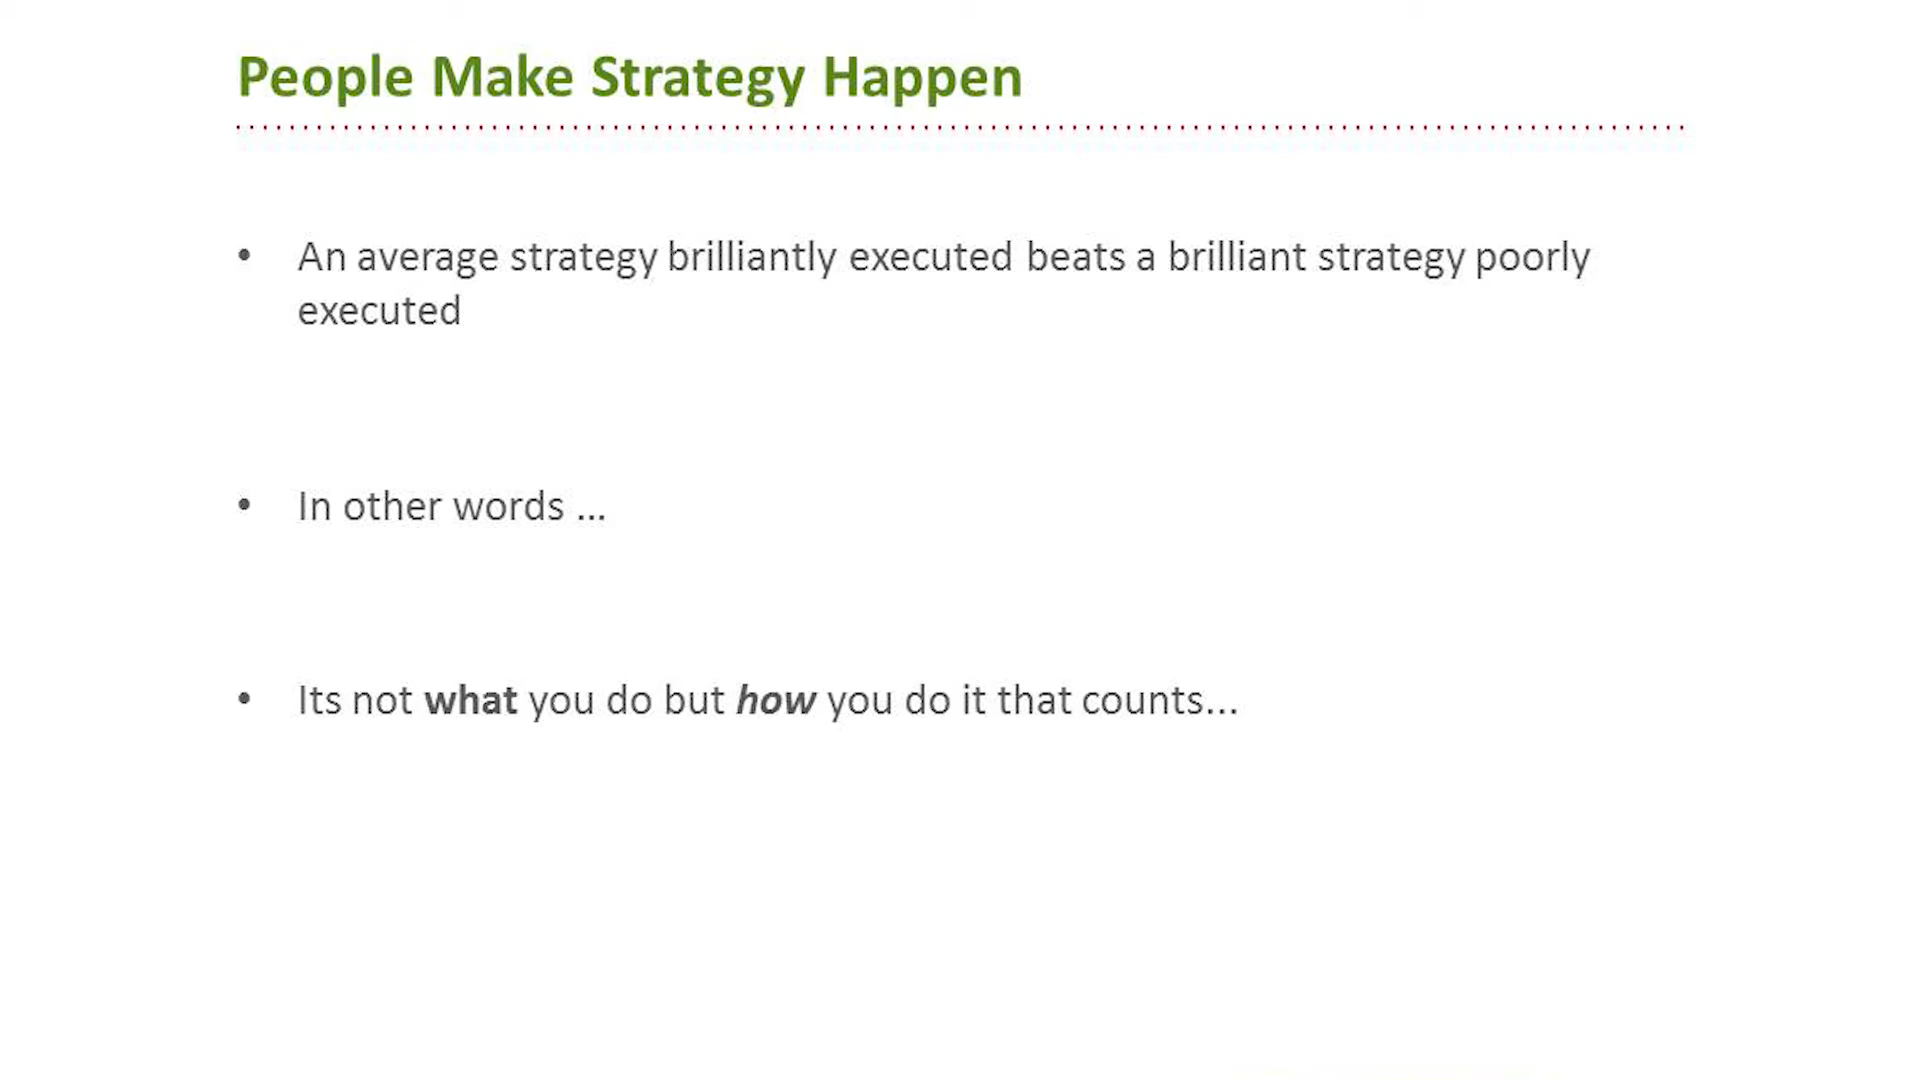 People Make Strategy Happen
• An average strategy brilliantly executed beats a brilliant strategy poorly
executed
• In other words ...
• Its not what you do but how you do it that counts...